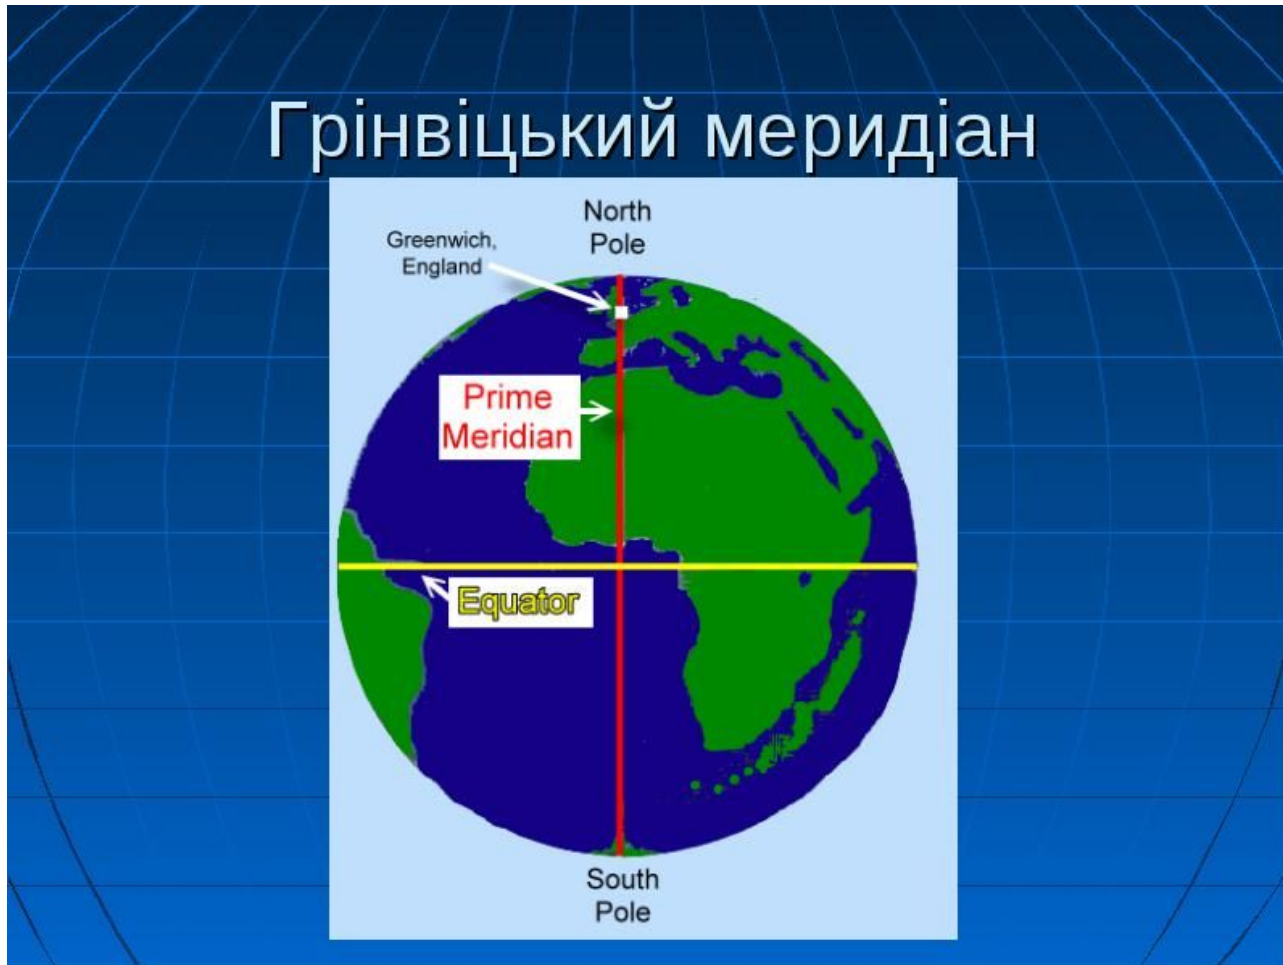 Грінвіцький меридіан
North
Pole
Greenwich,
England
Prime
Meridian
Equator
South
Pole